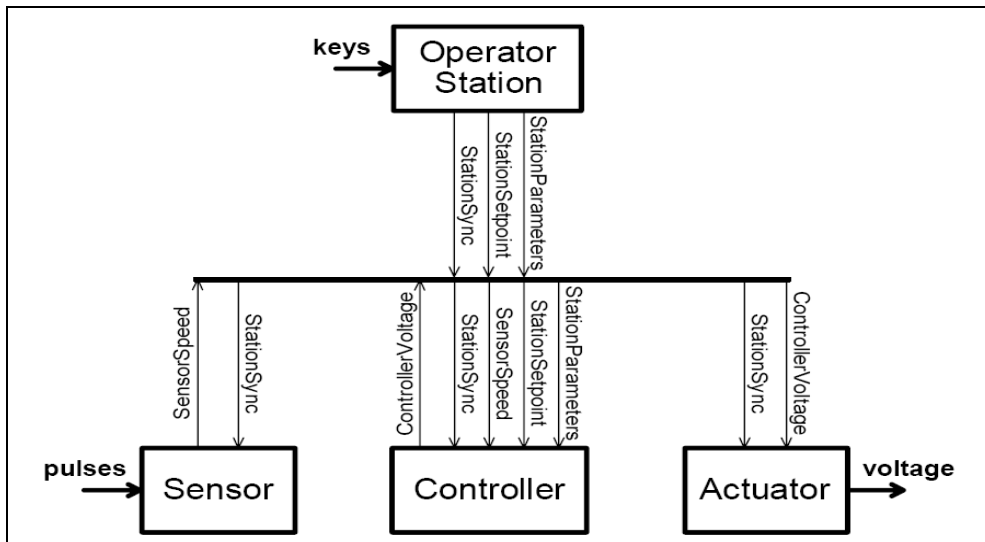 keys
Operator
Station
StationSync
StationSetpoint
StationParameters
SensorSpeed
StationSync
ControllerVoltage
StationSync
SensorSpeed
StationSetpoint
StationParameters
StationSync
ControllerVoltage
pulses
Sensor
Controller
Actuator
voltage